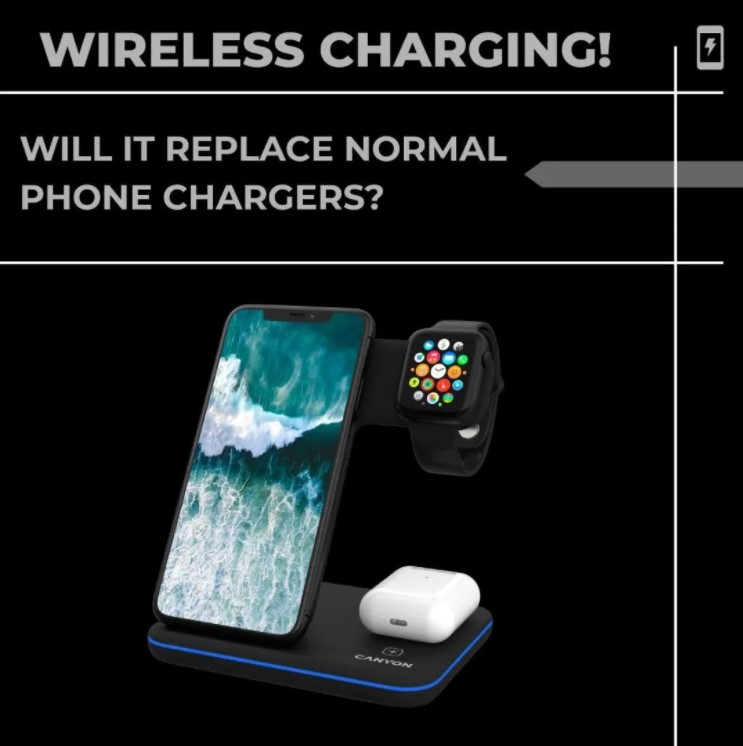 WIRELESS CHARGING!
WILL IT REPLACE NORMAL
PHONE CHARGERS?
CANYON